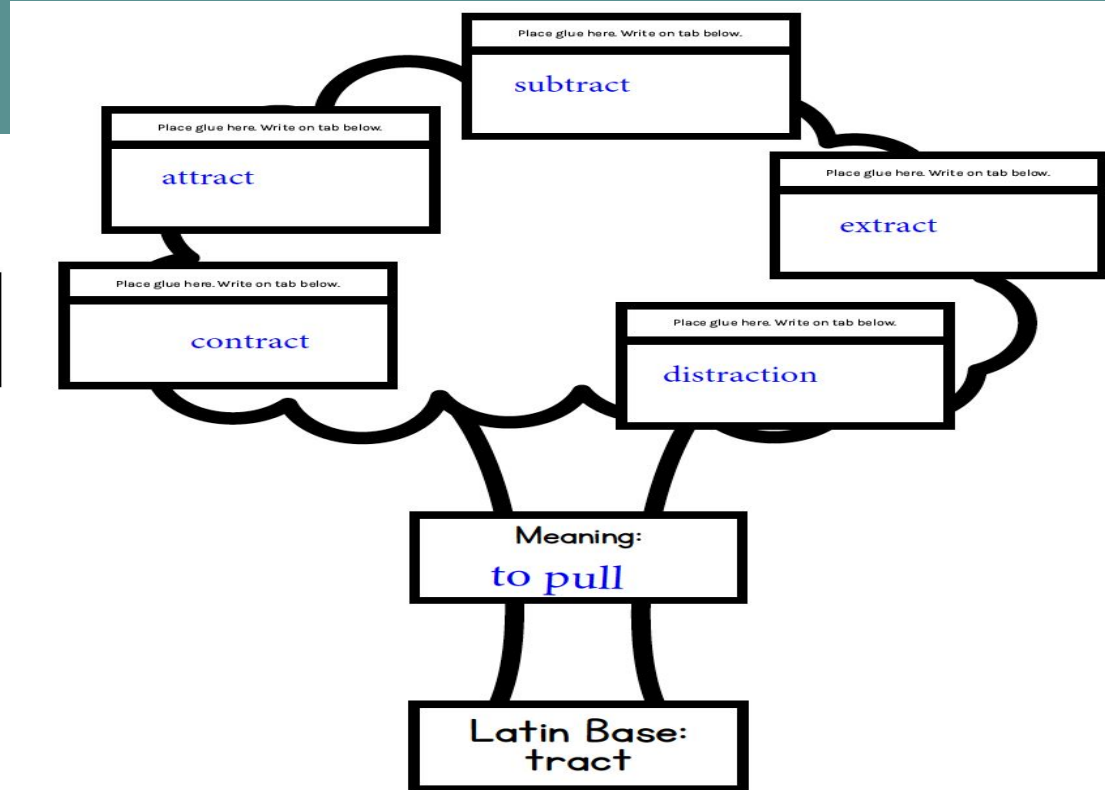 Place glue here. Write on tab below.
subtract
Place glue here. Write on tab below.
attract
Place glue here. Write on tab below.
extract
Place glue here. Write on tab below.
contract
Place glue here. Write on tab below.
distraction
Meaning:
to pull
Latin Base:
tract